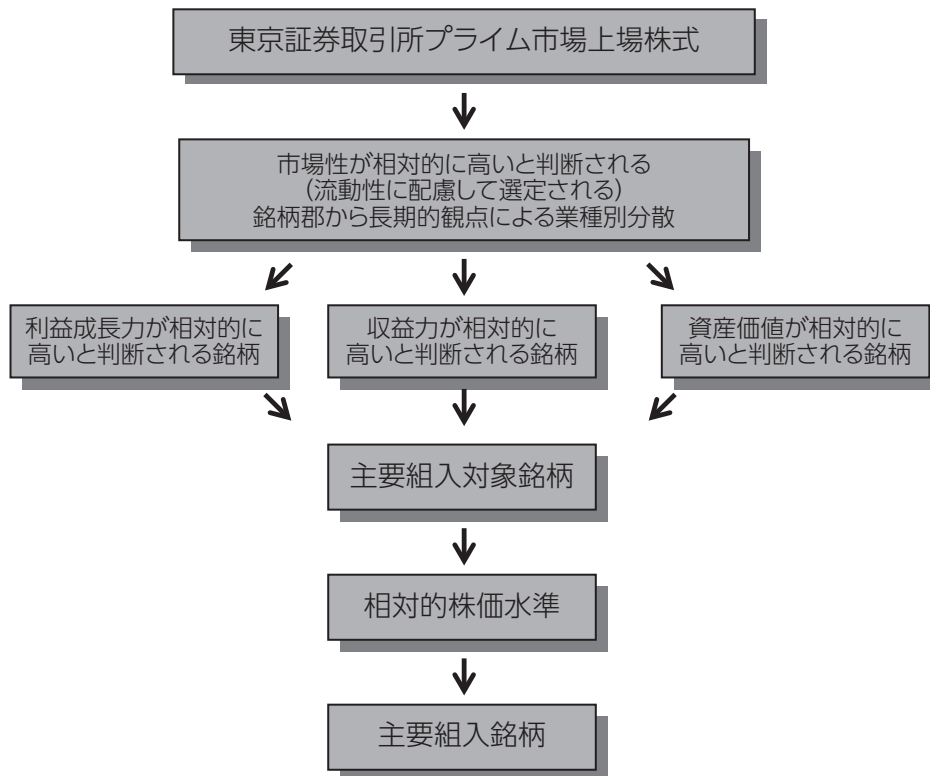 東京証券取引所プライム市場上場株式
市場性が相対的に高いと判断される
(流動性に配慮して選定される)
銘柄郡から長期的観点による業種別分散
利益成長力が相対的に
高いと判断される銘柄
収益力が相対的に
高いと判断される銘柄
資産価値が相対的に
高いと判断される銘柄
主要組入対象銘柄
相対的株価水準
主要組入銘柄